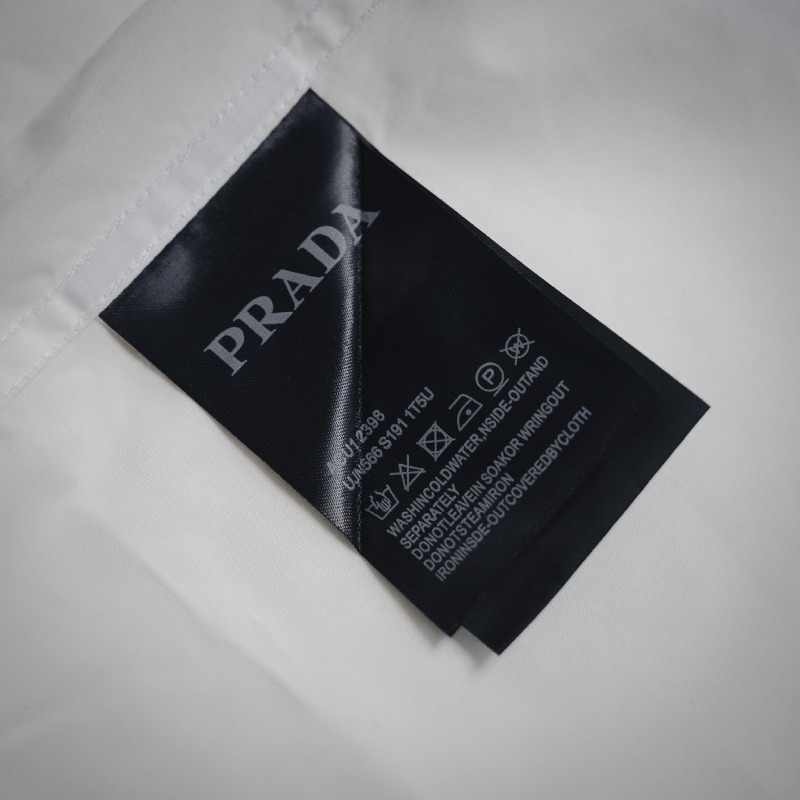 PRADA
UJN566 S191 1T5U
WASHINCOLDWATER,NSIDE-OUTAND
SEPARATELY
DONOTLEAVEIN SOAKOR WRINGOUT
DONOTSTEAMIRON
IRONINSDE-OUTCOVEREDBYCLOTH